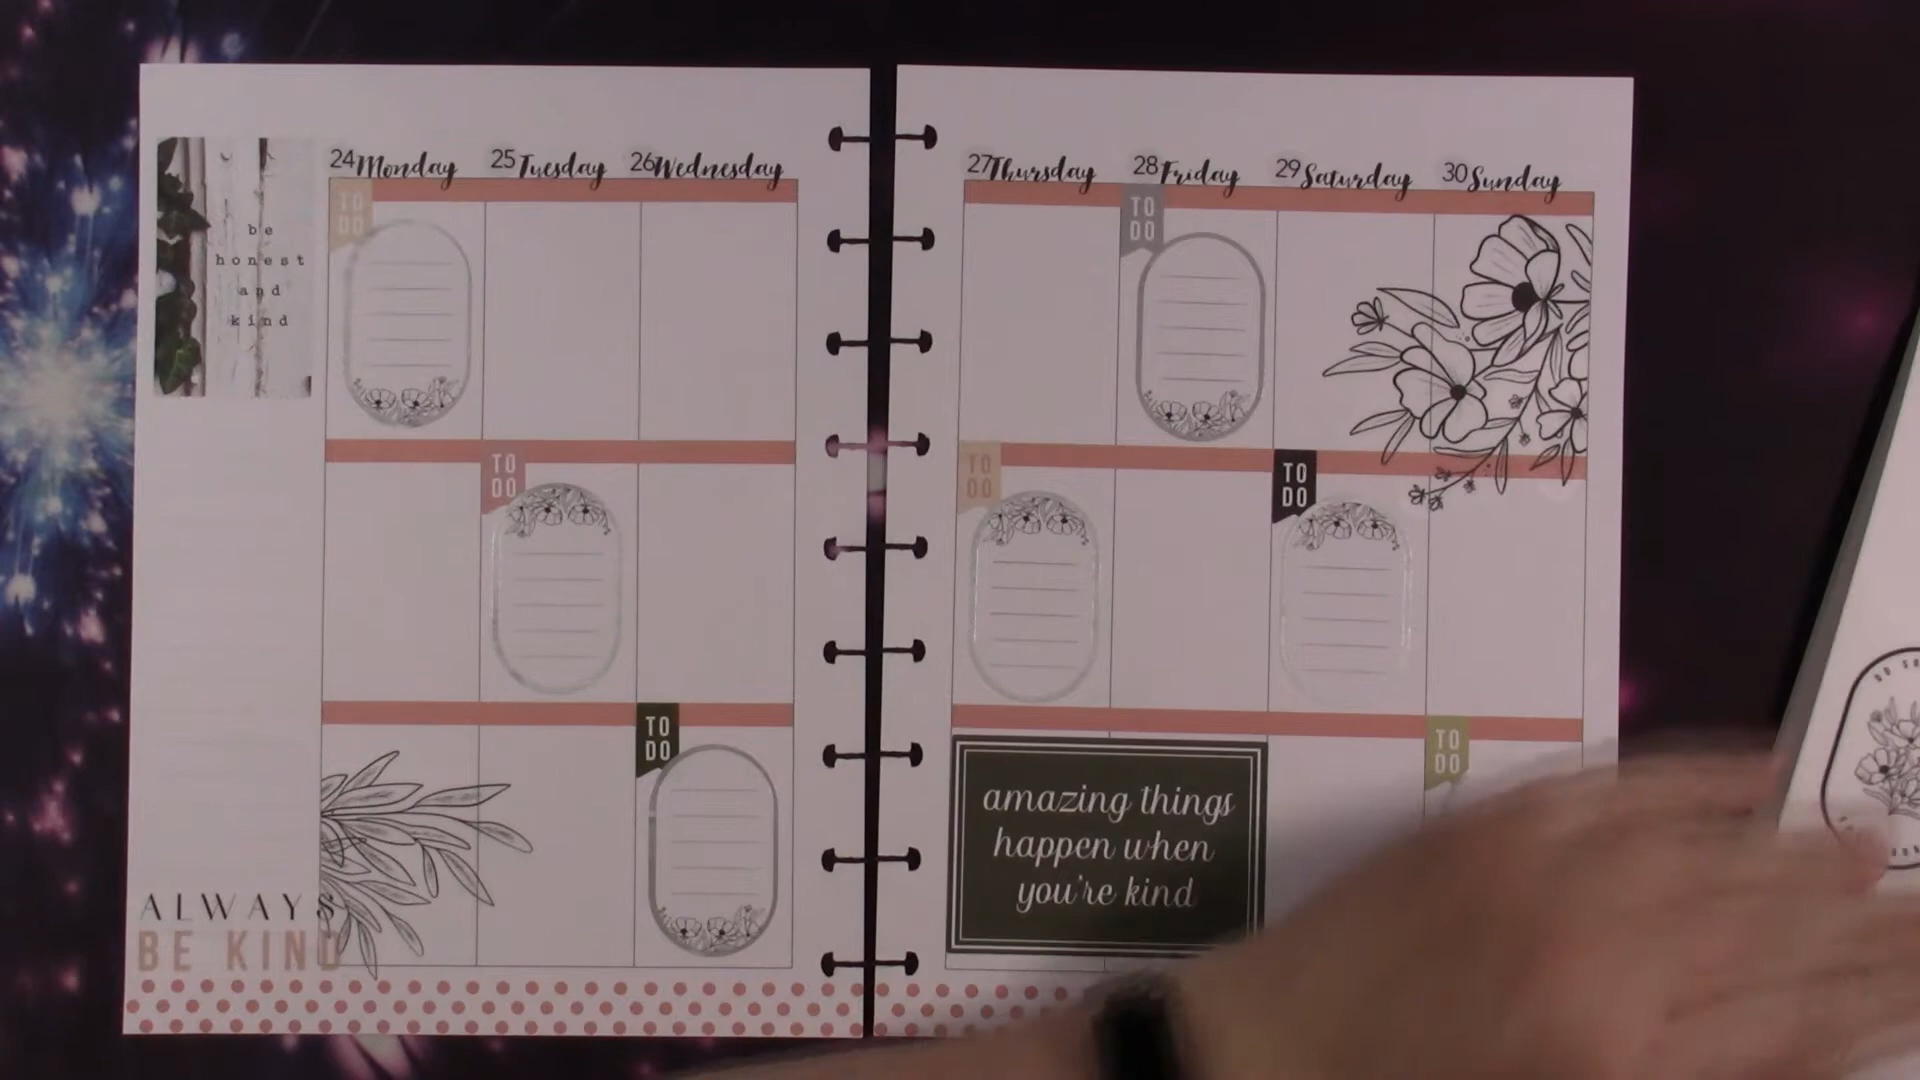 24 Monday
25 Tuesday
26 Wednesday
27 Thursday
28 Friday
29 Saturday
30 Sunday
be
honest
and
kind
TO
DO
TO
DO
TO
DO
TO
DO
TO
DO
TO
DO
TO
DO
amazing things
happen when
you're kind
ALWAYS
BE KIND